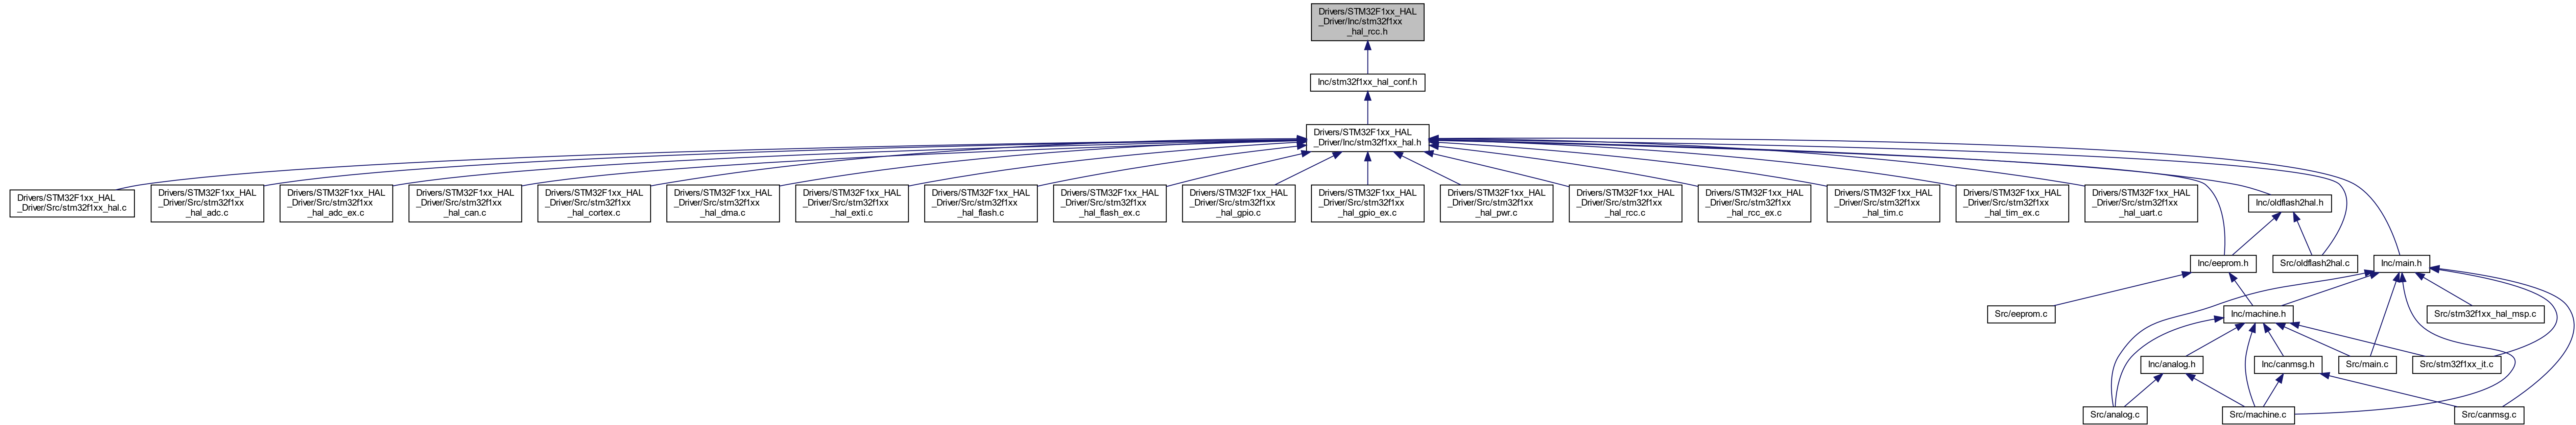 Drivers/STM32F1xx_HAL
_Driver/Inc/stm32f1xx
_hal_rcc.h
Inc/stm32f1xx_hal_conf.h
Drivers/STM32F1xx_HAL
_Driver/Inc/stm32f1xx_hal.h
Drivers/STM32F1xx_HAL
_Driver/Src/stm32f1xx_hal.c
Drivers/STM32F1xx_HAL
_Driver/Src/stm32f1xx
_hal_adc.c
Drivers/STM32F1xx_HAL
_Driver/Src/stm32f1xx
_hal_adc_ex.c
Drivers/STM32F1xx_HAL
_Driver/Src/stm32f1xx
_hal_can.c
Drivers/STM32F1xx_HAL
_Driver/Src/stm32f1xx
_hal_cortex.c
Drivers/STM32F1xx_HAL
_Driver/Src/stm32f1xx
_hal_dma.c
Drivers/STM32F1xx_HAL
_Driver/Src/stm32f1xx
_hal_exti.c
Drivers/STM32F1xx_HAL
_Driver/Src/stm32f1xx
_hal_flash.c
Drivers/STM32F1xx_HAL
_Driver/Src/stm32f1xx
_hal_flash_ex.c
Drivers/STM32F1xx_HAL
_Driver/Src/stm32f1xx
_hal_gpio.c
Drivers/STM32F1xx_HAL
_Driver/Src/stm32f1xx
_hal_gpio_ex.c
Drivers/STM32F1xx_HAL
_Driver/Src/stm32f1xx
_hal_pwr.c
Drivers/STM32F1xx_HAL
_Driver/Src/stm32f1xx
_hal_rcc.c
Drivers/STM32F1xx_HAL
_Driver/Src/stm32f1xx
_hal_rcc_ex.c
Drivers/STM32F1xx_HAL
_Driver/Src/stm32f1xx
_hal_tim.c
Drivers/STM32F1xx_HAL
_Driver/Src/stm32f1xx
_hal_tim_ex.c
Drivers/STM32F1xx_HAL
_Driver/Src/stm32f1xx
_hal_uart.c
Inc/oldflash2hal.h
Inc/eeprom.h
Src/oldflash2hal.c
Inc/main.h
Src/eeprom.c
Inc/machine.h
Src/stm32f1xx_hal_msp.c
Inc/analog.h
Inc/canmsg.h
Src/main.c
Src/stm32f1xx_it.c
Src/analog.c
Src/machine.c
Src/canmsg.c